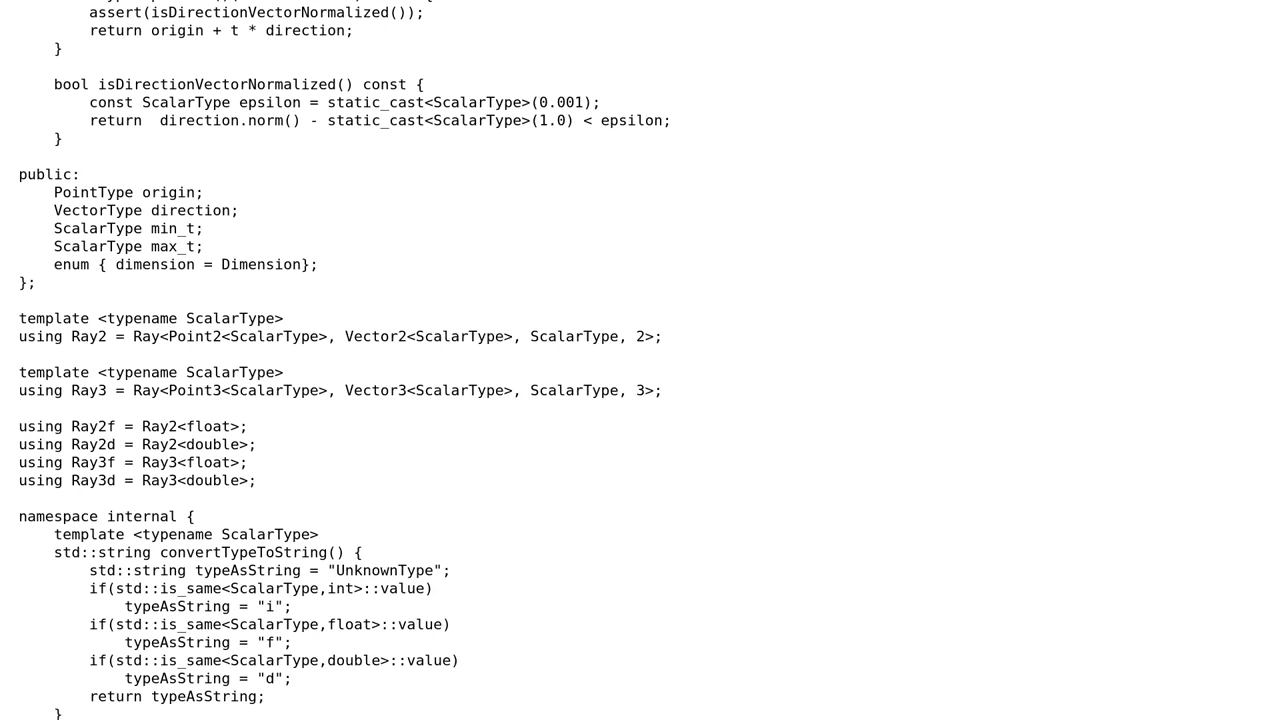 assert(isDirectionVectorNormalized());
        return origin + t * direction;
    }

    bool isDirectionVectorNormalized() const {
        const ScalarType epsilon = static_cast<ScalarType>(0.001);
        return  direction.norm() - static_cast<ScalarType>(1.0) < epsilon;
    }

public:
    PointType origin;
    VectorType direction;
    ScalarType min_t;
    ScalarType max_t;
    enum { dimension = Dimension};
};

template <typename ScalarType>
using Ray2 = Ray<Point2<ScalarType>, Vector2<ScalarType>, ScalarType, 2>;

template <typename ScalarType>
using Ray3 = Ray<Point3<ScalarType>, Vector3<ScalarType>, ScalarType, 3>;

using Ray2f = Ray2<float>;
using Ray2d = Ray2<double>;
using Ray3f = Ray3<float>;
using Ray3d = Ray3<double>;

namespace internal {
    template <typename ScalarType>
    std::string convertTypeToString() {
        std::string typeAsString = "UnknownType";
        if(std::is_same<ScalarType,int>::value)
            typeAsString = "i";
        if(std::is_same<ScalarType,float>::value)
            typeAsString = "f";
        if(std::is_same<ScalarType,double>::value)
            typeAsString = "d";
        return typeAsString;
    }